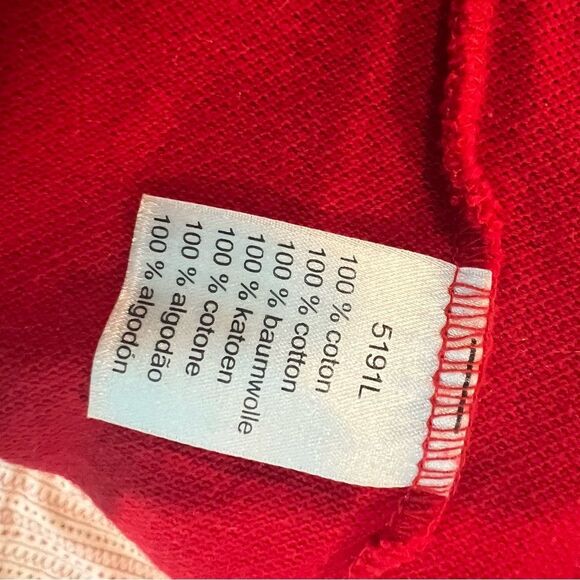 5191L
100 % coton
100 % cotton
100 % baumwolle
100 % katoen
100 % cotone
100 % algodão
100 % algodón